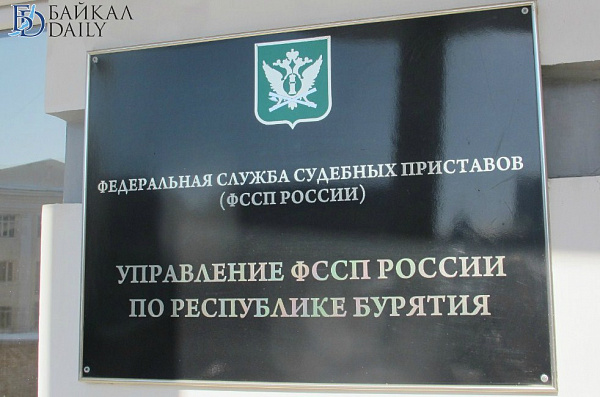 БАЙКАЛ
DAILY
ФЕДЕРАЛЬНАЯ СЛУЖБА СУДЕБНЫХ ПРИСТАВОВ
(ФССП РОССИИ)
УПРАВЛЕНИЕ ФССП РОССИИ
ПО РЕСПУБЛИКЕ БУРЯТИЯ